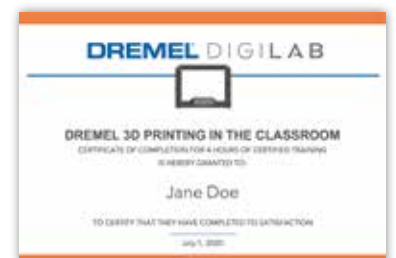 DREMEL DIGILAB
DREMEL 3D PRINTING IN THE CLASSROOM
CERTIFICATE OF COMPLETION FOR 4 HOURS OF CERTIFIED TRAINING
IS HEREBY GRANTED TO:
Jane Doe
TO CERTIFY THAT THEY HAVE COMPLETED TO SATISFACTION
July 1, 2020